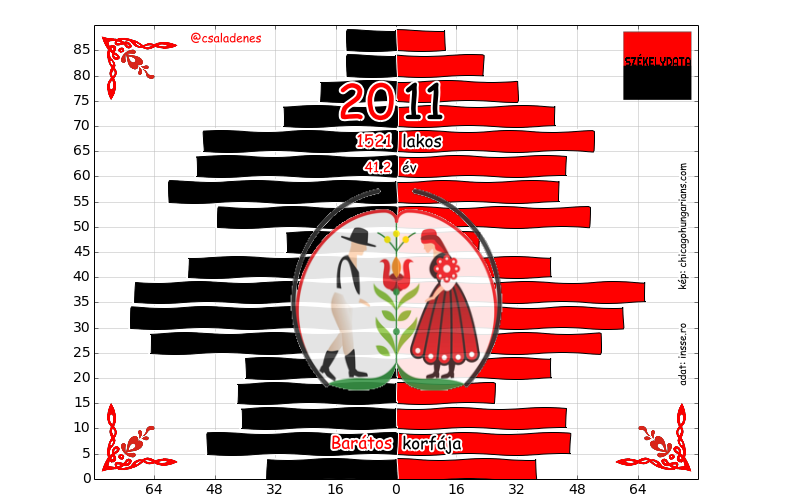 @csaladenes
SZÉKELYDATA
2011
1521 lakos
41,2 év
kép: chicagohungarians.com
adat: insse.ro
Barátos korfája
85
80
75
70
65
60
55
50
45
40
35
30
25
20
15
10
5
0
64 48 32 16 0 16 32 48 64